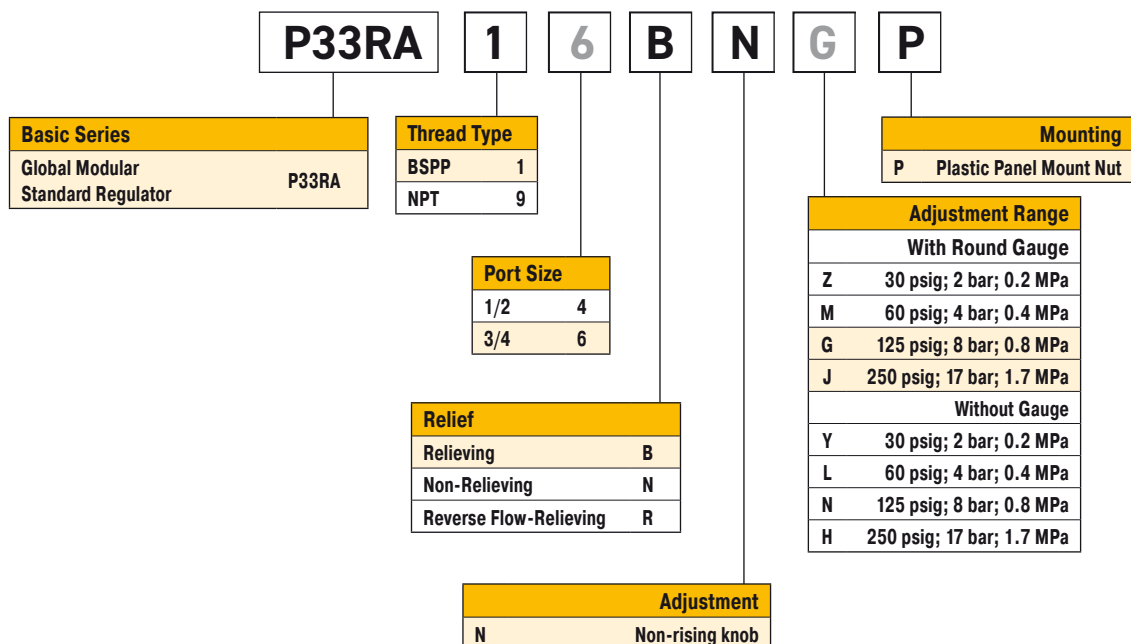 P33RA 1 6 B N G P
Basic Series
Global Modular
Standard Regulator P33RA
Thread Type
BSPP 1
NPT 9
Port Size
1/2 4
3/4 6
Relief
Relieving B
Non-Relieving N
Reverse Flow-Relieving R
Adjustment
N Non-rising knob
Mounting
P Plastic Panel Mount Nut
Adjustment Range
With Round Gauge
Z 30 psig; 2 bar; 0.2 MPa
M 60 psig; 4 bar; 0.4 MPa
G 125 psig; 8 bar; 0.8 MPa
J 250 psig; 17 bar; 1.7 MPa
Without Gauge
Y 30 psig; 2 bar; 0.2 MPa
L 60 psig; 4 bar; 0.4 MPa
N 125 psig; 8 bar; 0.8 MPa
H 250 psig; 17 bar; 1.7 MPa